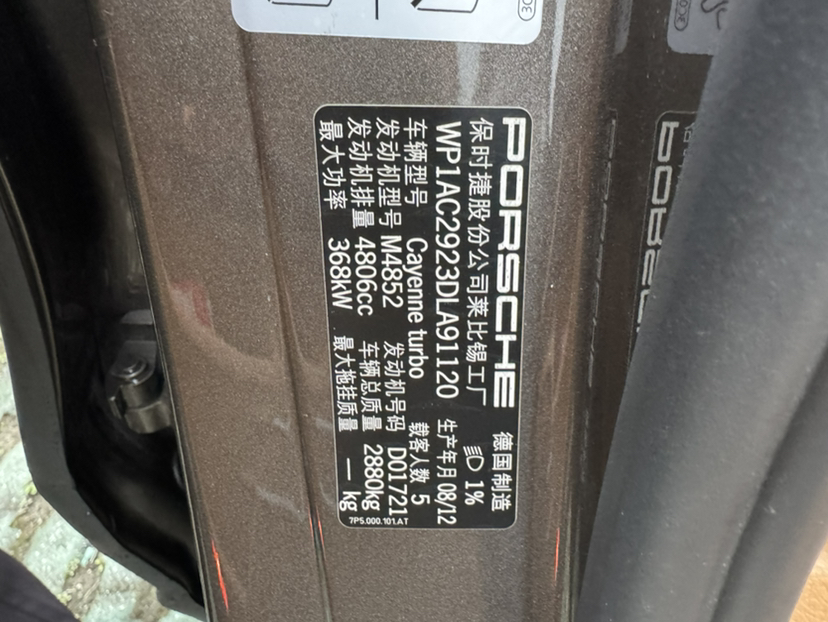 PORSCHE 德国制造
保时捷股份公司莱比锡工厂 1%
WP1AC2923DLA91120 生产年月 08/12
车辆型号 Cayenne turbo 载客人数 5
发动机型号 M4852 发动机号码 D01721
发动机排量 4806cc 车辆总质量 2880kg
最大功率 368kW 最大拖挂质量 — kg
7P5.000.101.AT